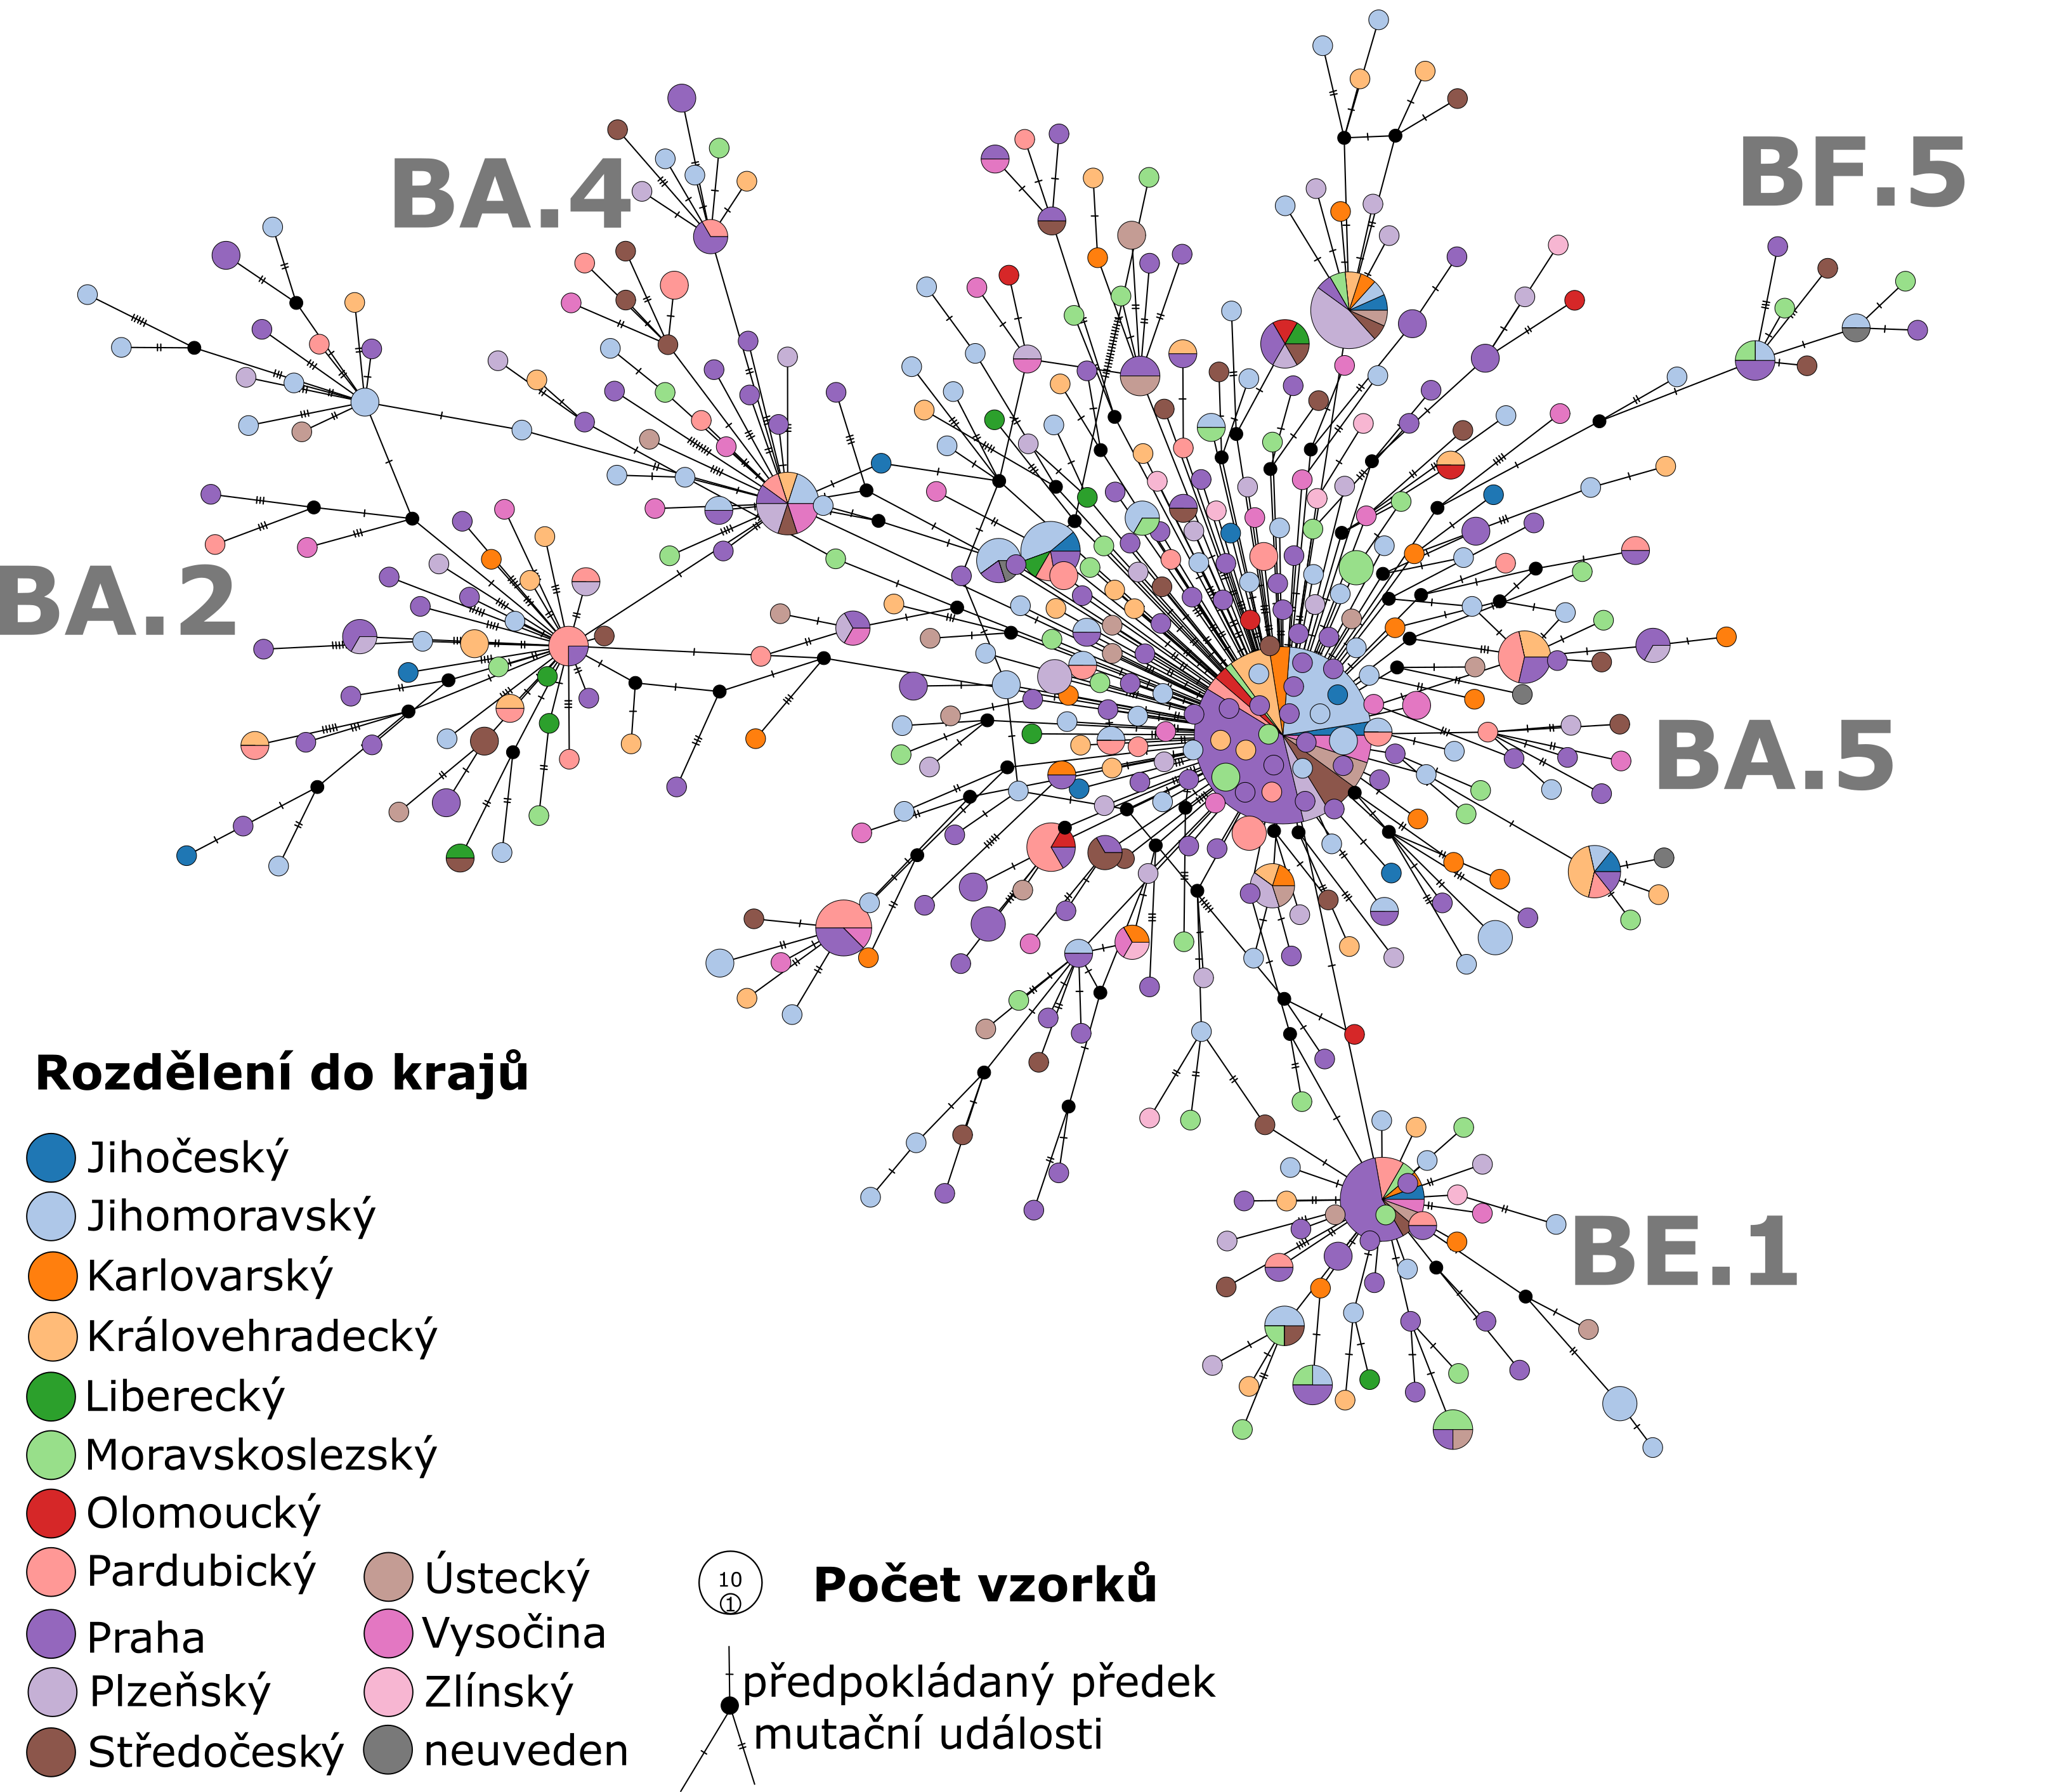 BA.4
BF.5
BA.2
BA.5
BE.1
Rozdělení do krajů
Jihočeský
Jihomoravský
Karlovarský
Královehradecký
Liberecký
Moravskoslezský
Olomoucký
Pardubický
Praha
Plzeňský
Středočeský
Ústecký
Vysočina
Zlínský
neuveden
10
1
Počet vzorků
předpokládaný předek
mutační události